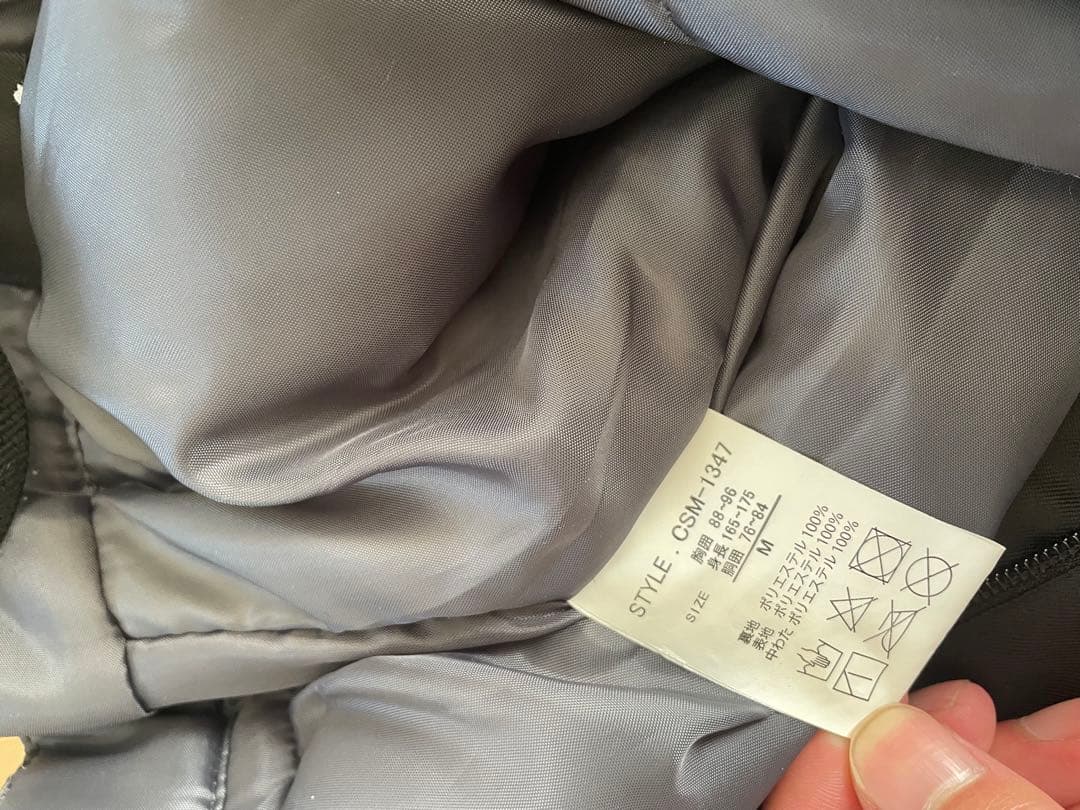 STYLE. CSM-1347
胸囲 88~96
身長 165~175
胴囲 76~84
SIZE M
裏地 ポリエステル 100%
表地 ポリエステル 100%
中わた ポリエステル 100%